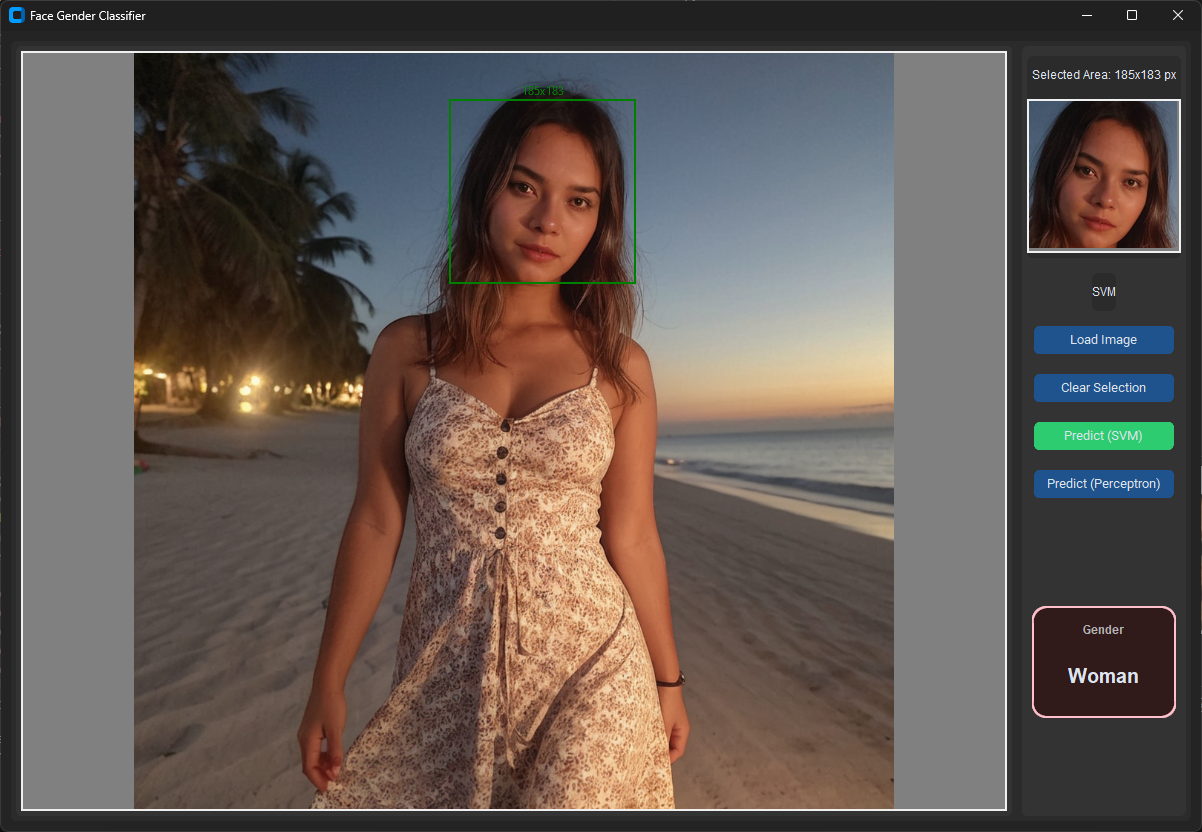 Face Gender Classifier
185x183
Selected Area: 185x183 px
SVM
Load Image
Clear Selection
Predict (SVM)
Predict (Perceptron)
Gender
Woman